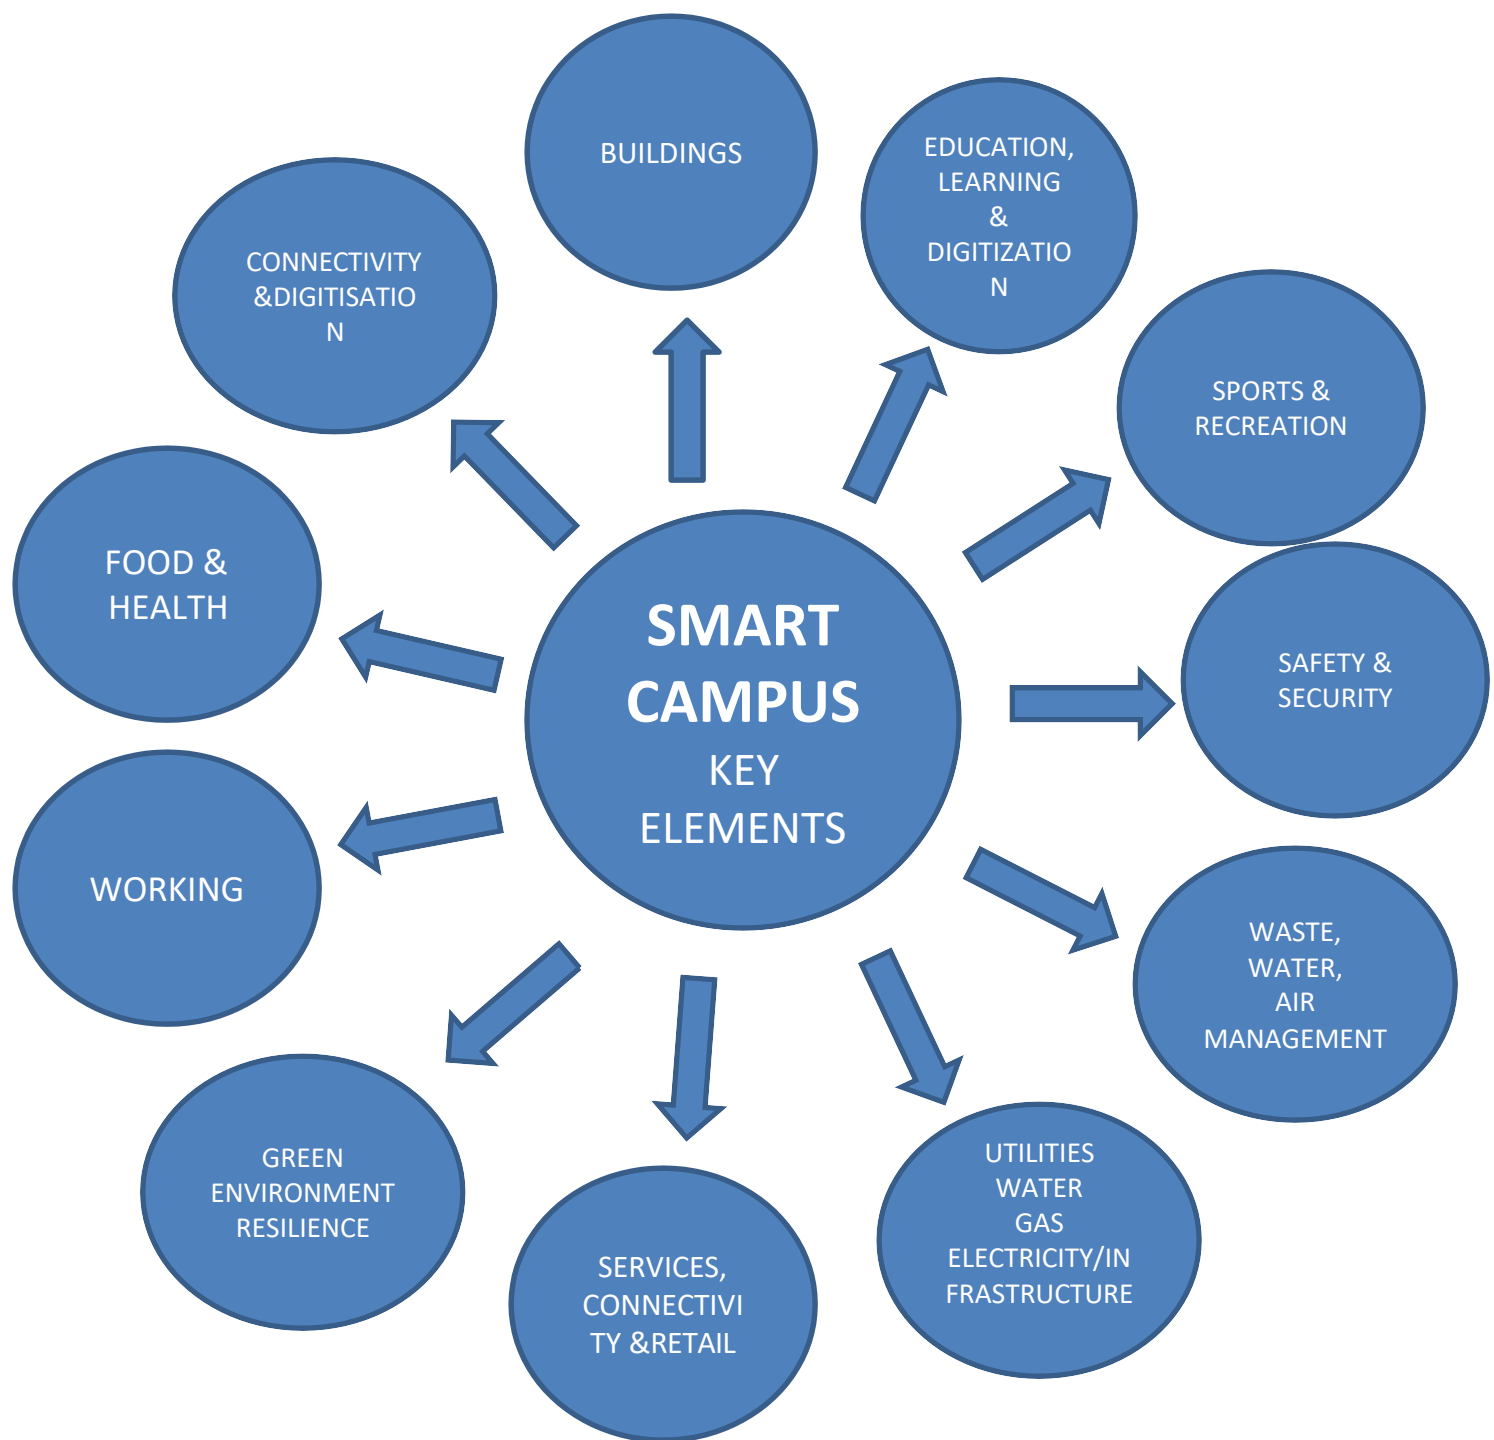 BUILDINGS
EDUCATION,
LEARNING
&
DIGITIZATIO
N
CONNECTIVITY
&DIGITISATIO
N
SPORTS &
RECREATION
FOOD &
HEALTH
SMART
CAMPUS
KEY
ELEMENTS
SAFETY &
SECURITY
WORKING
WASTE,
WATER,
AIR
MANAGEMENT
GREEN
ENVIRONMENT
RESILIENCE
UTILITIES
WATER
GAS
ELECTRICITY/IN
FRASTRUCTURE
SERVICES,
CONNECTIVI
TY &RETAIL